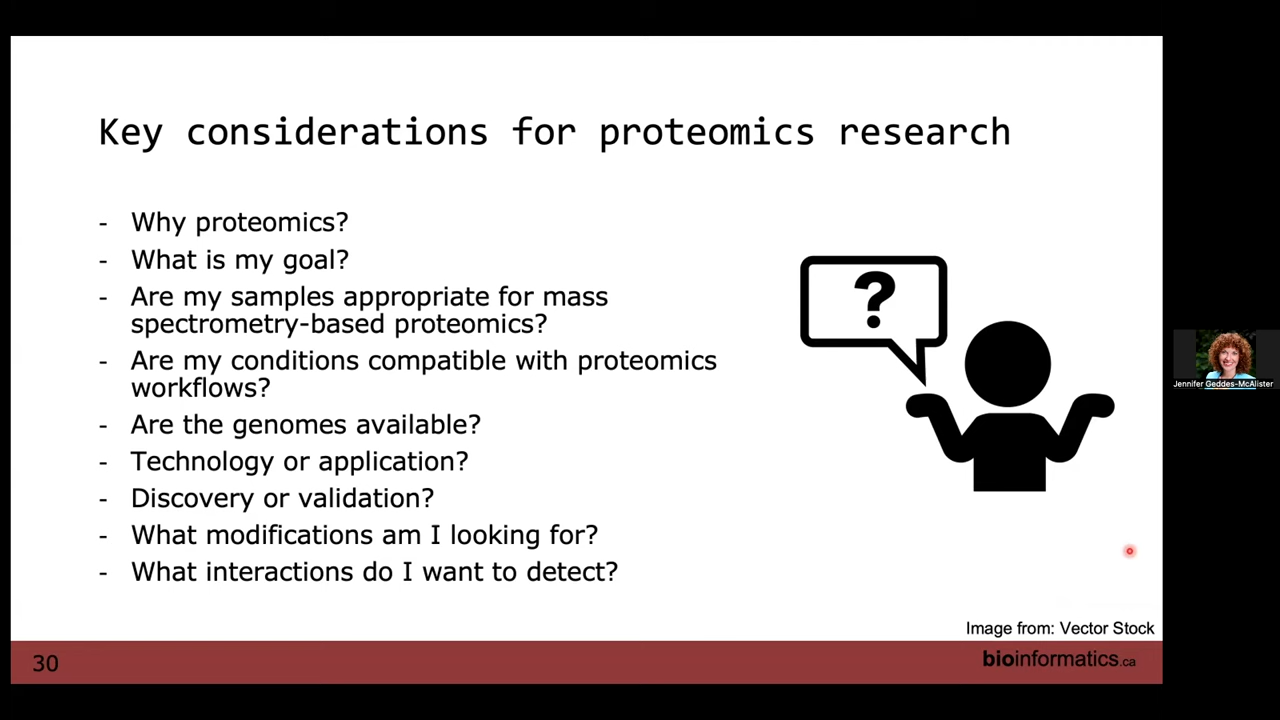 Key considerations for proteomics research
- Why proteomics?
- What is my goal?
- Are my samples appropriate for mass
spectrometry-based proteomics?
- Are my conditions compatible with proteomics
workflows?
- Are the genomes available?
- Technology or application?
- Discovery or validation?
- What modifications am I looking for?
- What interactions do I want to detect?
?
Jennifer Geddes-McAlister
Image from: Vector Stock
30
bioinformatics.ca